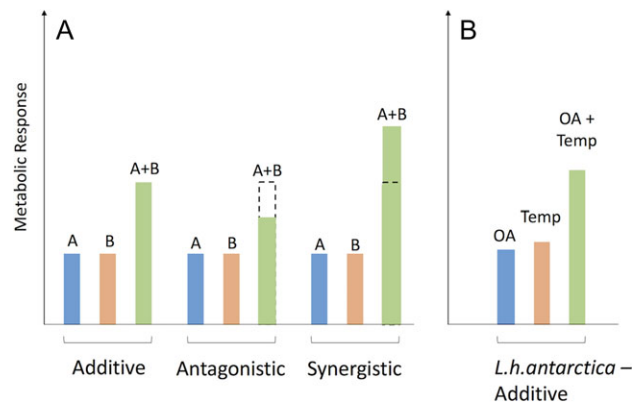 A
B
Metabolic Response
A
B
A+B
A
B
A+B
A
B
A+B
Additive
Antagonistic
Synergistic
OA
Temp
OA +
Temp
L.h.antarctica –
Additive